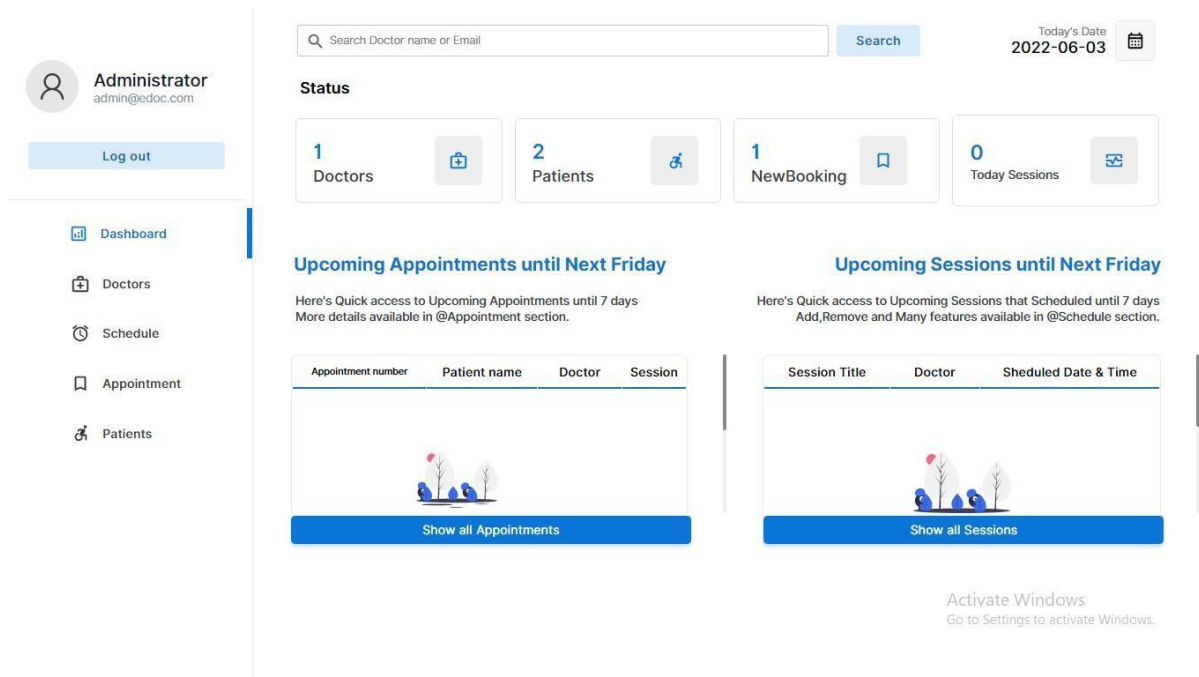 Administrator
admin@edoc.com
Log out
Dashboard
Doctors
Schedule
Appointment
Patients
Search Doctor name or Email
Search
Today's Date
2022-06-03
Status
1
Doctors
2
Patients
1
NewBooking
0
Today Sessions
Upcoming Appointments until Next Friday
Here's Quick access to Upcoming Appointments until 7 days
More details available in @Appointment section.
Appointment number Patient name Doctor Session
Show all Appointments
Upcoming Sessions until Next Friday
Here's Quick access to Upcoming Sessions that Scheduled until 7 days
Add,Remove and Many features available in @Schedule section.
Session Title Doctor Sheduled Date & Time
Show all Sessions
Activate Windows
Go to Settings to activate Windows.